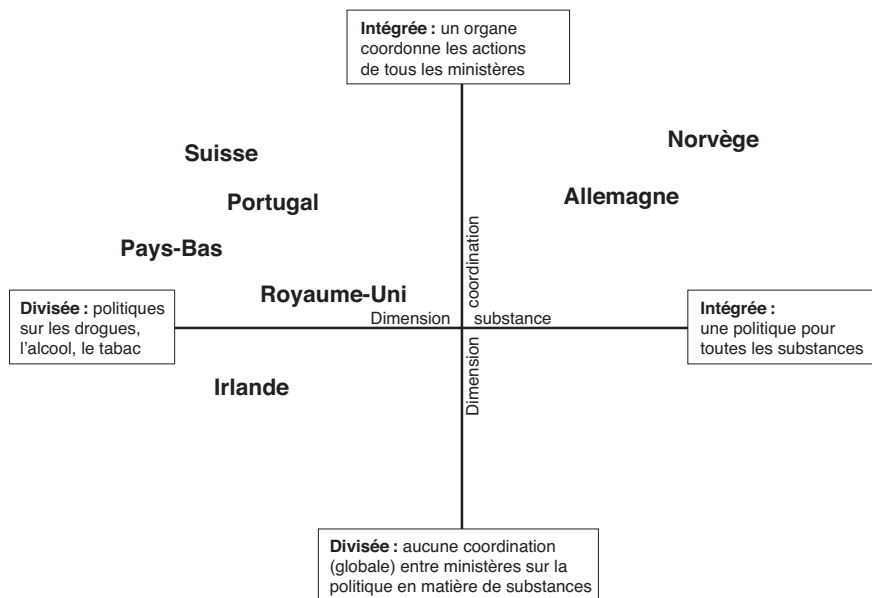 Intégrée : un organe
coordonne les actions
de tous les ministères
Norvège
Suisse
Allemagne
Portugal
Pays-Bas
Royaume-Uni
Dimension coordination
Divisée : politiques
sur les drogues,
l'alcool, le tabac
Dimension substance
Intégrée :
une politique pour
toutes les substances
Irlande
Divisée : aucune coordination
(globale) entre ministères sur la
politique en matière de substances